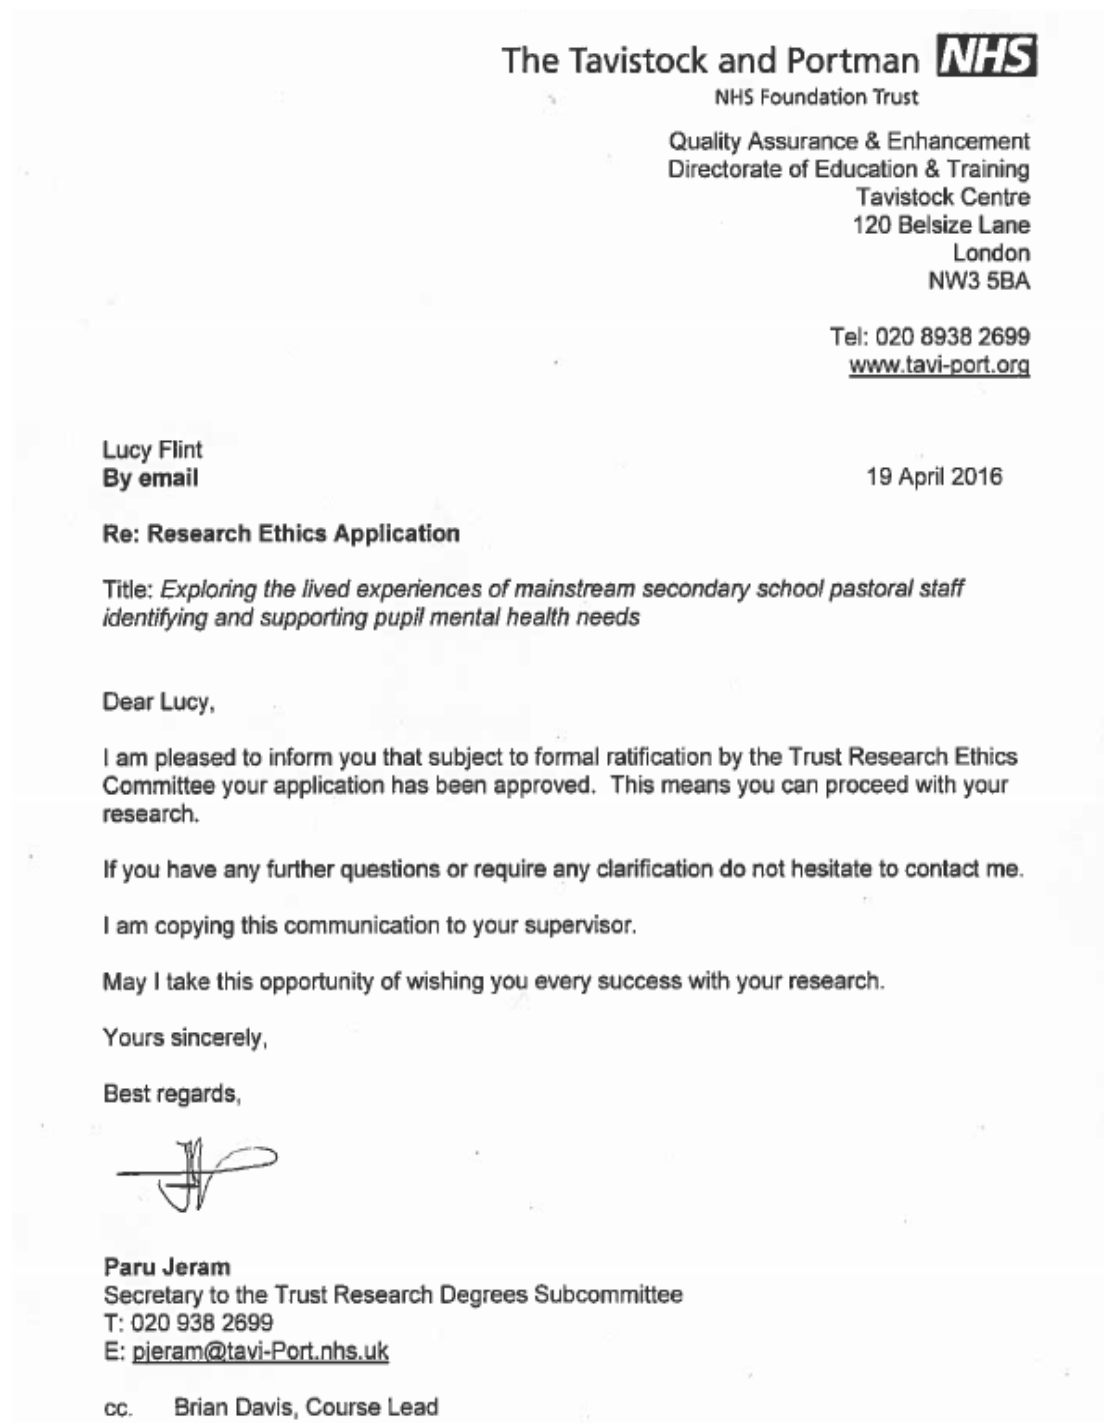 The Tavistock and Portman NHS
NHS Foundation Trust
Quality Assurance & Enhancement
Directorate of Education & Training
Tavistock Centre
120 Belsize Lane
London
NW3 5BA
Tel: 020 8938 2699
www.tavi-port.org
Lucy Flint
By email 19 April 2016
Re: Research Ethics Application
Title: Exploring the lived experiences of mainstream secondary school pastoral staff
identifying and supporting pupil mental health needs
Dear Lucy,
I am pleased to inform you that subject to formal ratification by the Trust Research Ethics
Committee your application has been approved. This means you can proceed with your
research.
If you have any further questions or require any clarification do not hesitate to contact me.
I am copying this communication to your supervisor.
May I take this opportunity of wishing you every success with your research.
Yours sincerely,
Best regards,
Paru Jeram
Secretary to the Trust Research Degrees Subcommittee
T: 020 938 2699
E: pjeram@tavi-Port.nhs.uk
cc. Brian Davis, Course Lead